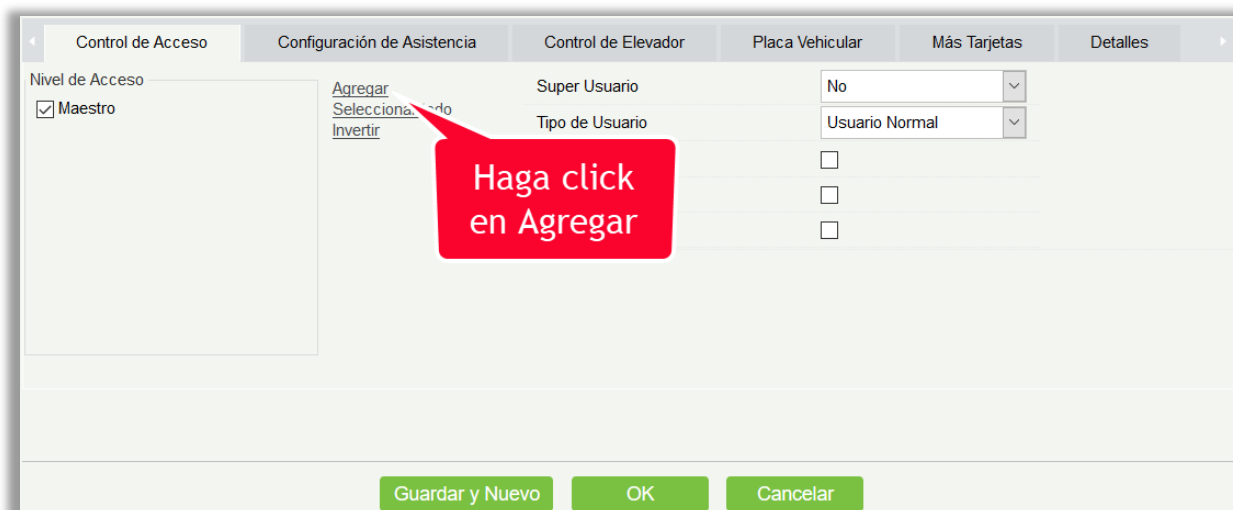 Control de Acceso
Configuración de Asistencia
Control de Elevador
Placa Vehicular
Más Tarjetas
Detalles
Nivel de Acceso
Maestro
Agregar
Invertir
Super Usuario
No
Tipo de Usuario
Usuario Normal
Haga click
en Agregar
Guardar y Nuevo
OK
Cancelar